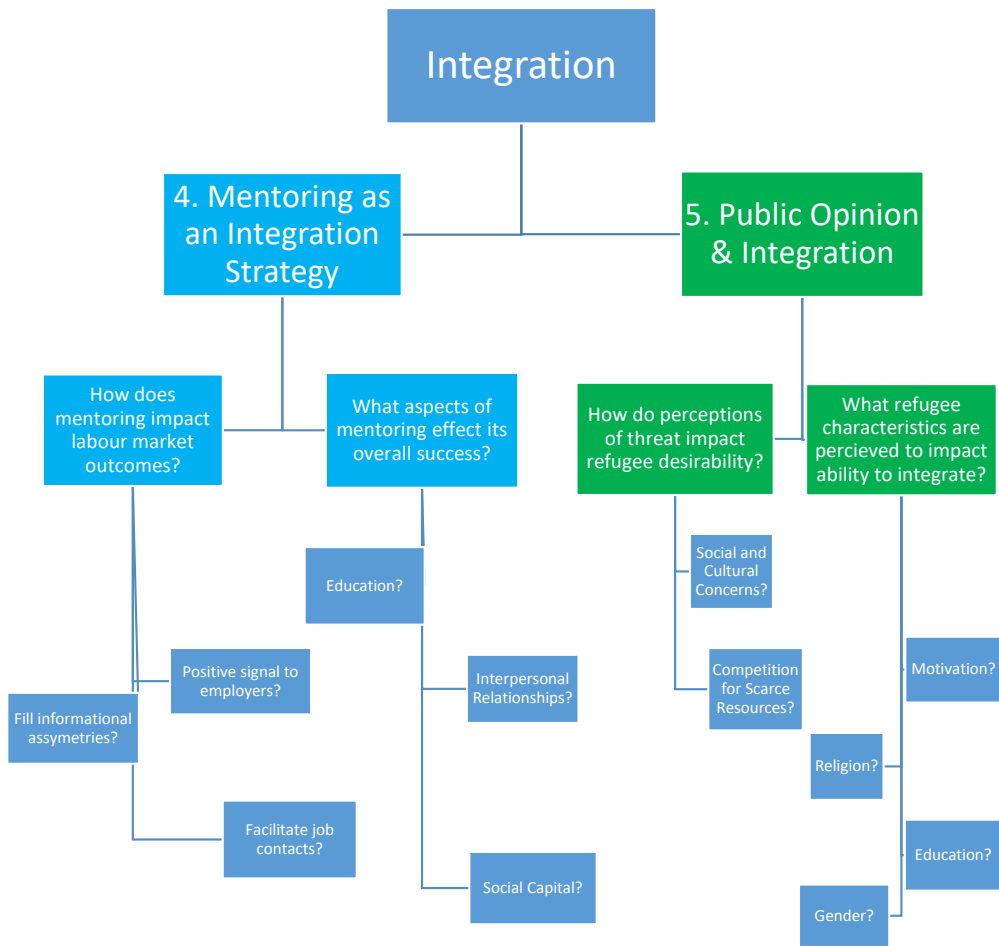 Integration
4. Mentoring as
an Integration
Strategy
5. Public Opinion
& Integration
How does
mentoring impact
labour market
outcomes?
What aspects of
mentoring effect its
overall success?
How do perceptions
of threat impact
refugee desirability?
What refugee
characteristics are
percieved to impact
ability to integrate?
Education?
Positive signal to
employers?
Fill informational
assymetries?
Facilitate job
contacts?
Interpersonal
Relationships?
Social Capital?
Social and
Cultural
Concerns?
Competition
for Scarce
Resources?
Motivation?
Religion?
Education?
Gender?